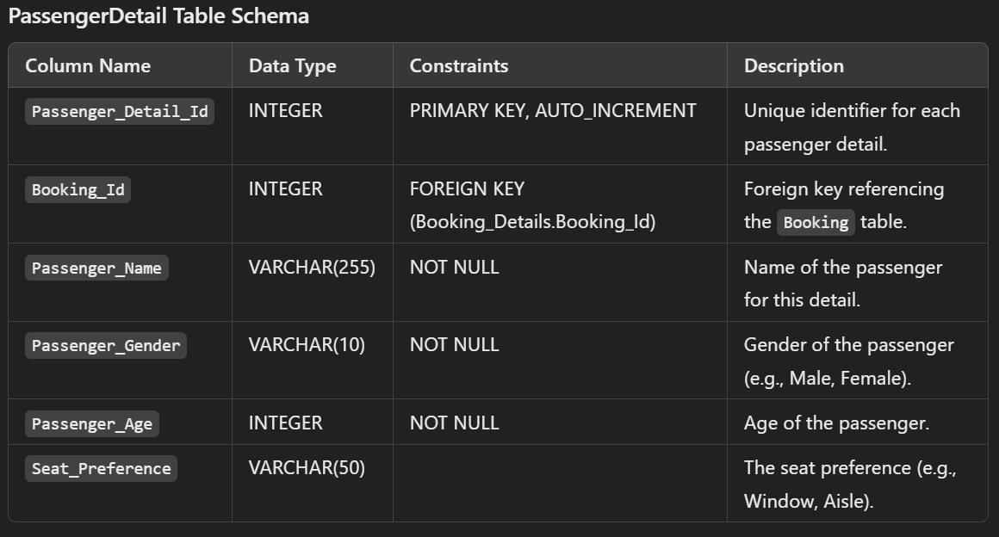 PassengerDetail Table Schema
Column Name Data Type Constraints Description
Passenger_Detail_Id INTEGER PRIMARY KEY, AUTO_INCREMENT Unique identifier for each
passenger detail.
Booking_Id INTEGER FOREIGN KEY Foreign key referencing
(Booking_Details.Booking_Id) the Booking table.
Passenger_Name VARCHAR(255) NOT NULL Name of the passenger
for this detail.
Passenger_Gender VARCHAR(10) NOT NULL Gender of the passenger
(e.g., Male, Female).
Passenger_Age INTEGER NOT NULL Age of the passenger.
Seat_Preference VARCHAR(50) The seat preference (e.g.,
Window, Aisle).